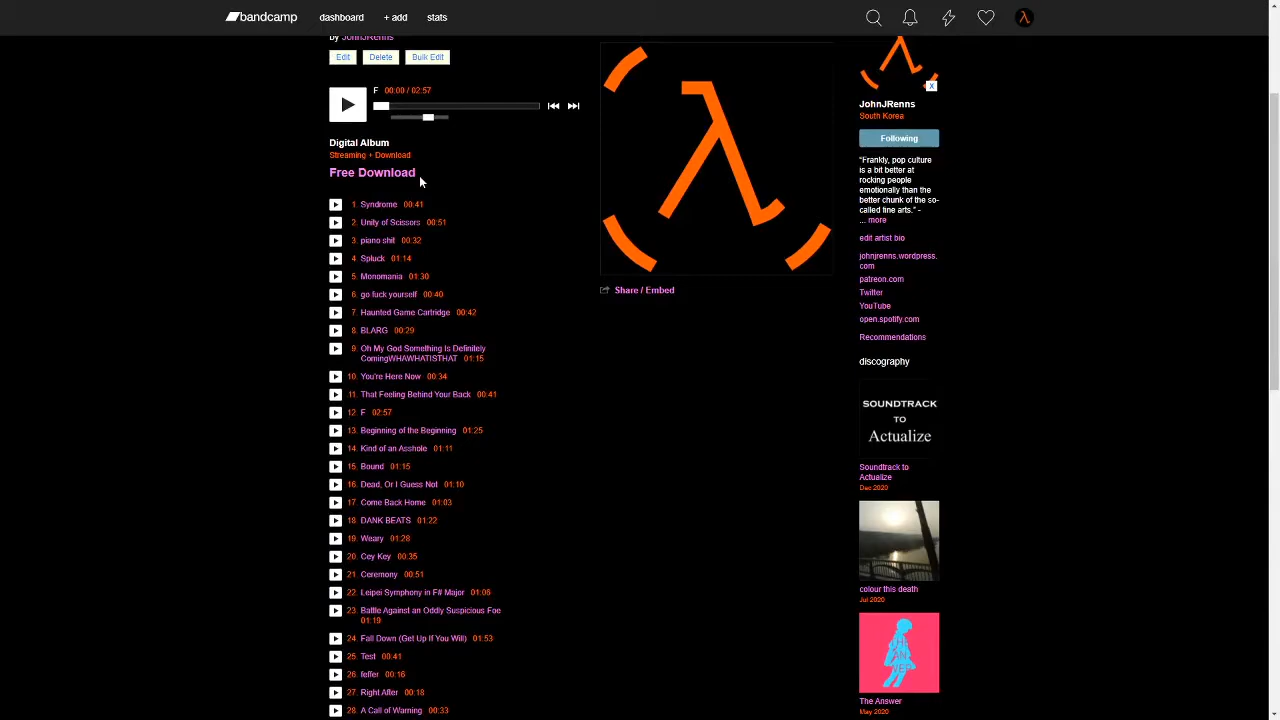 bandcamp dashboard + add stats
by JohnJRenns
Edit Delete Bulk Edit
F 00:00 / 02:57
Digital Album
Streaming + Download
Free Download
1. Syndrome 00:41
2. Unity of Scissors 00:51
3. piano shit 00:32
4. Spluck 01:14
5. Monomania 01:30
6. go fuck yourself 00:40
7. Haunted Game Cartridge 00:42
8. BLARG 00:29
9. Oh My God Something Is Definitely
ComingWHAWHATISTHAT 01:15
10. You're Here Now 00:34
11. That Feeling Behind Your Back 00:41
12. F 02:57
13. Beginning of the Beginning 01:25
14. Kind of an Asshole 01:11
15. Bound 01:15
16. Dead, Or I Guess Not 01:10
17. Come Back Home 01:03
18. DANK BEATS 01:22
19. Weary 01:28
20. Cey Key 00:35
21. Ceremony 00:51
22. Leipei Symphony in F# Major 01:06
23. Battle Against an Oddly Suspicious Foe
01:19
24. Fall Down (Get Up If You Will) 01:53
25. Test 00:41
26. feffer 00:16
27. Right After 00:18
28. A Call of Warning 00:33
Share / Embed
X
JohnJRenns
South Korea
Following
"Frankly, pop culture
is a bit better at
rocking people
emotionally than the
better chunk of the so-
called fine arts." -
... more
edit artist bio
johnjrenns.wordpress.
com
patreon.com
Twitter
YouTube
open.spotify.com
Recommendations
discography
SOUNDTRACK
TO
Actualize
Soundtrack to
Actualize
Dec 2020
colour this death
Jul 2020
The Answer
May 2020